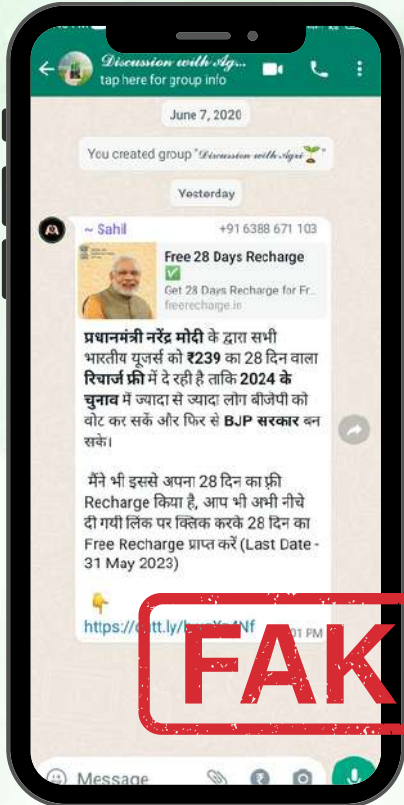 Discussion with Ag...
tap here for group info
June 7, 2020
You created group "Discussion with Agri🌱"
Yesterday
~ Sahil +91 6388 671 103
Free 28 Days Recharge
✅
Get 28 Days Recharge for Fr...
freerecharge.in
प्रधानमंत्री नरेंद्र मोदी के द्वारा सभी
भारतीय यूजर्स को ₹239 का 28 दिन वाला
रिचार्ज फ्री में दे रही है ताकि 2024 के
चुनाव में ज्यादा से ज्यादा लोग बीजेपी को
वोट कर सकें और फिर से BJP सरकार बन
सके।
मैंने भी इससे अपना 28 दिन का फ्री
Recharge किया है, आप भी अभी नीचे
दी गयी लिंक पर क्लिक करके 28 दिन का
Free Recharge प्राप्त करें (Last Date -
31 May 2023)
👇
01 PM
FAK
Message